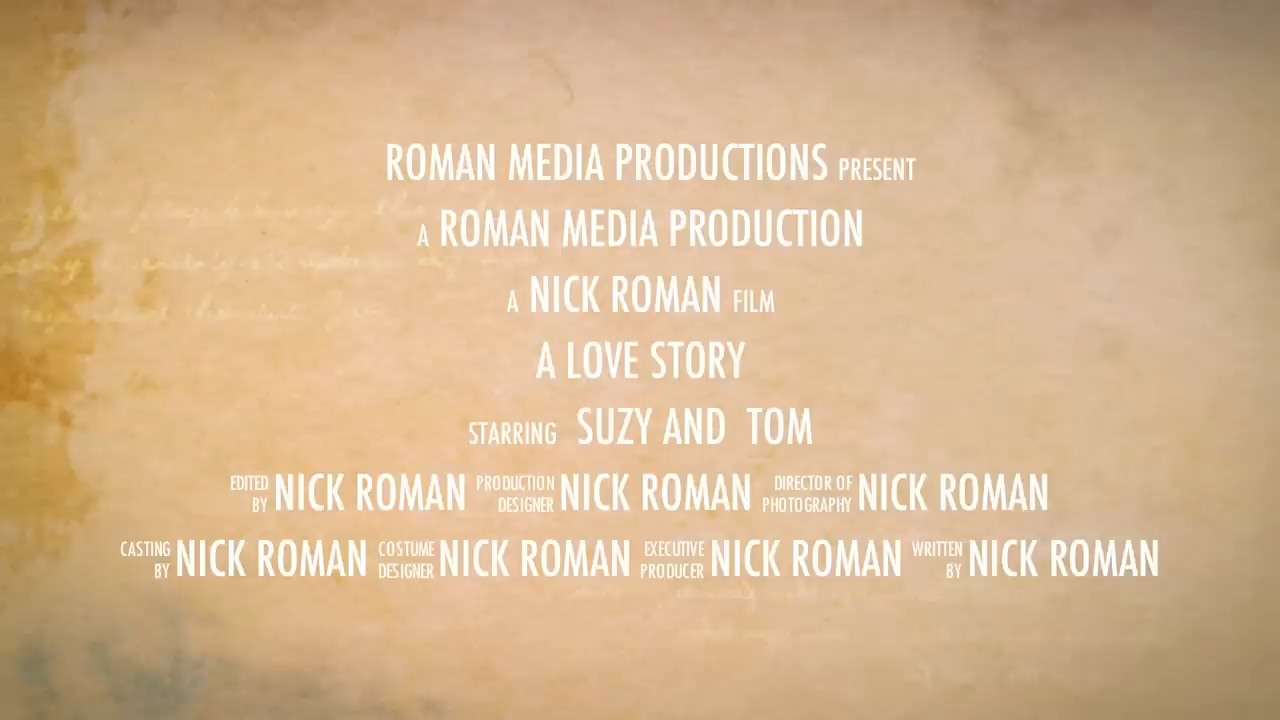 ROMAN MEDIA PRODUCTIONS PRESENT
A ROMAN MEDIA PRODUCTION
A NICK ROMAN FILM
A LOVE STORY
STARRING SUZY AND TOM
EDITED BY NICK ROMAN PRODUCTION DESIGNER NICK ROMAN DIRECTOR OF PHOTOGRAPHY NICK ROMAN
CASTING BY NICK ROMAN COSTUME DESIGNER NICK ROMAN EXECUTIVE PRODUCER NICK ROMAN WRITTEN BY NICK ROMAN